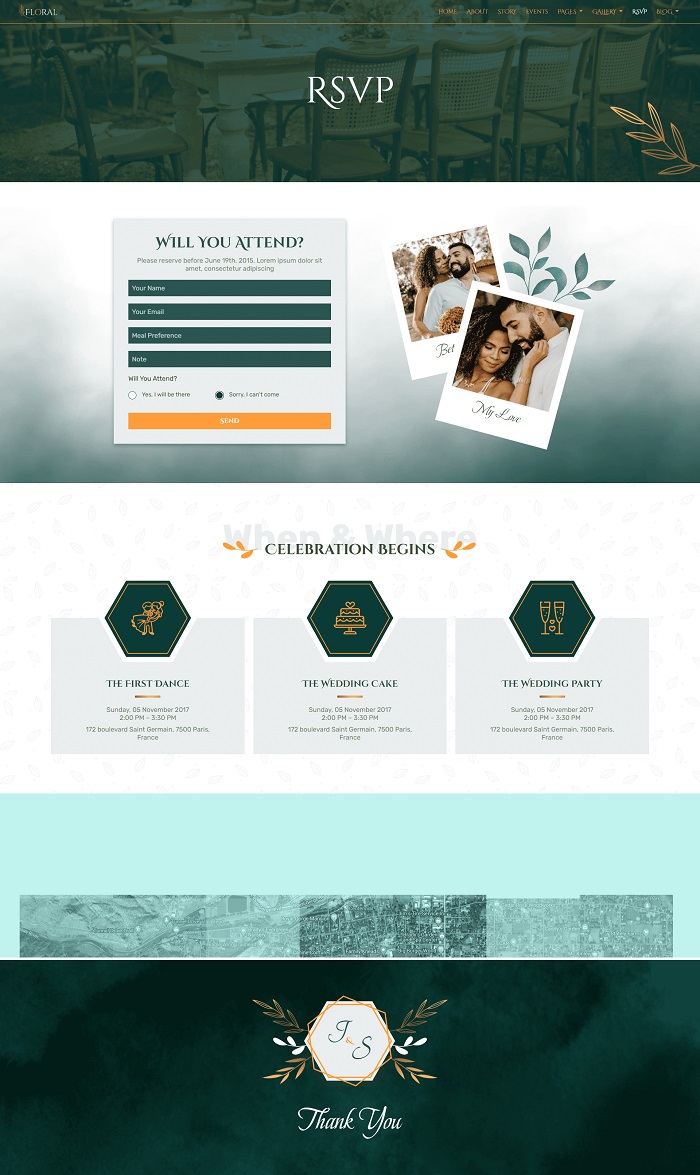 FLORAL
HOME ABOUT STORY EVENTS PAGES GALLERY RSVP BLOG
RSVP
WILL YOU ATTEND?
Please reserve before June 19th, 2015. Lorem ipsum dolor sit
amet, consectetur adipiscing
Your Name
Your Email
Meal Preference
Note
Will You Attend?
Yes, I will be there
Sorry, I can't come
SEND
Bet
My Love
When & Where
CELEBRATION BEGINS
THE FIRST DANCE
Sunday, 05 November 2017
2:00 PM – 3:30 PM
172 boulevard Saint Germain, 7500 Paris,
France
THE WEDDING CAKE
Sunday, 05 November 2017
2:00 PM – 3:30 PM
172 boulevard Saint Germain, 7500 Paris,
France
THE WEDDING PARTY
Sunday, 05 November 2017
2:00 PM – 3:30 PM
172 boulevard Saint Germain, 7500 Paris,
France
J & S
Thank You